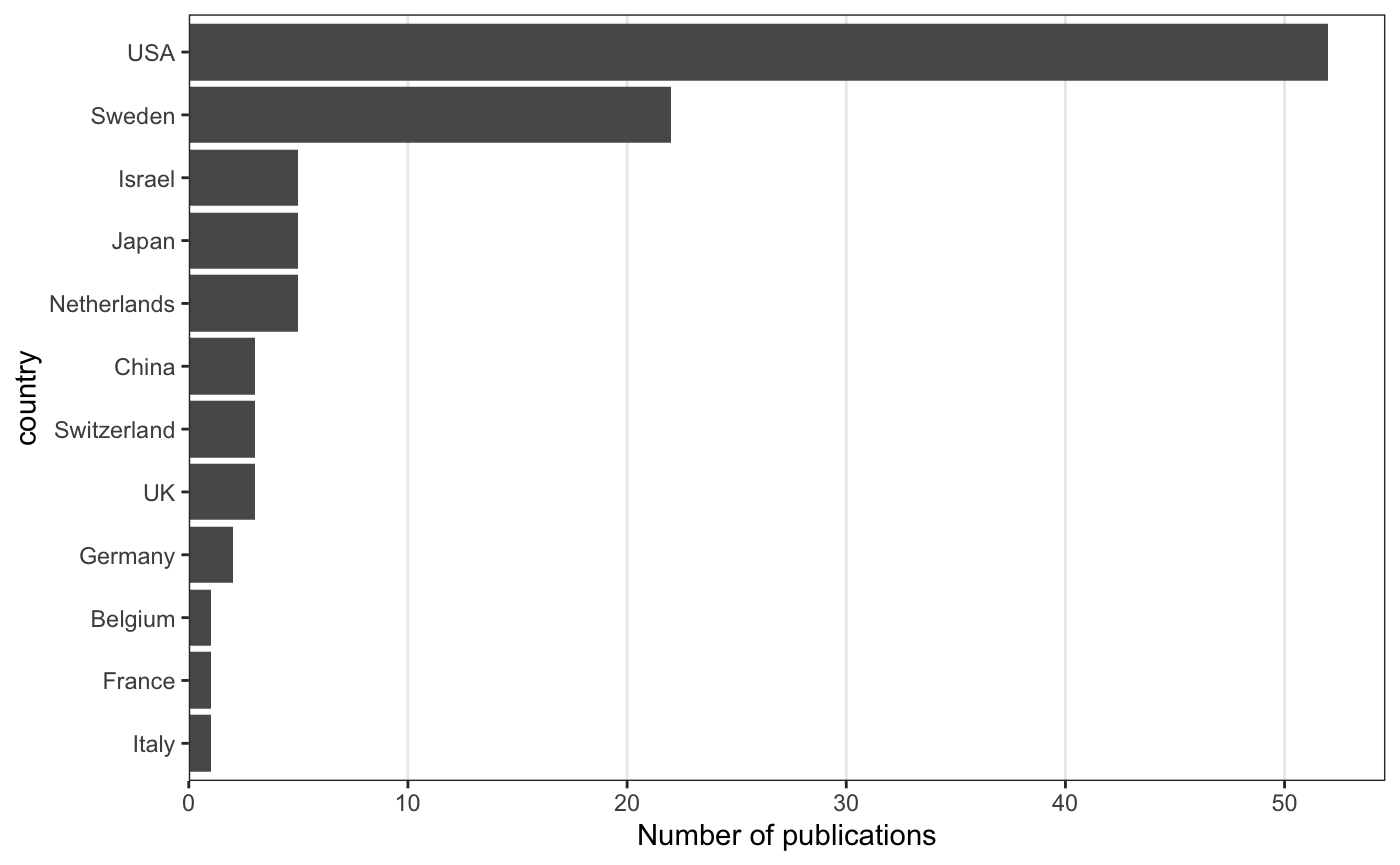 country
USA
Sweden
Israel
Japan
Netherlands
China
Switzerland
UK
Germany
Belgium
France
Italy
0 10 20 30 40 50
Number of publications